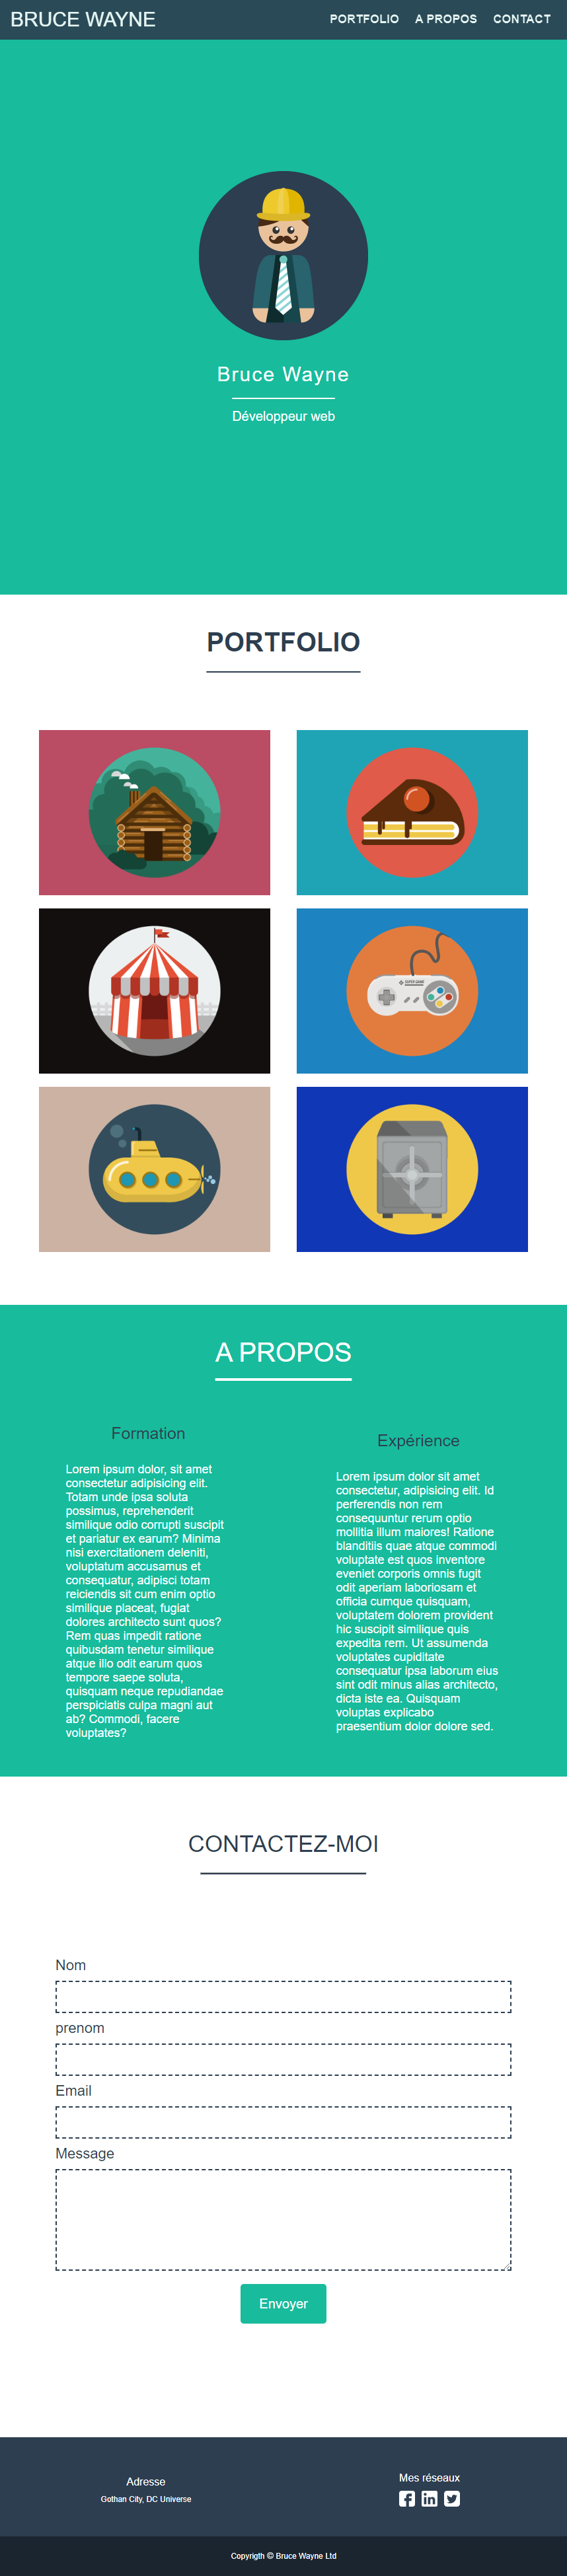 BRUCE WAYNE
PORTFOLIO A PROPOS CONTACT
Bruce Wayne
Développeur web
PORTFOLIO
SUPER GAME
A PROPOS
Formation
Lorem ipsum dolor, sit amet
consectetur adipisicing elit.
Totam unde ipsa soluta
possimus, reprehenderit
similique odio corrupti suscipit
et pariatur ex earum? Minima
nisi exercitationem deleniti,
voluptatum accusamus et
consequatur, adipisci totam
reiciendis sit cum enim optio
similique placeat, fugiat
dolores architecto sunt quos?
Rem quas impedit ratione
quibusdam tenetur similique
atque illo odit earum quos
tempore saepe soluta,
quisquam neque repudiandae
perspiciatis culpa magni aut
ab? Commodi, facere
voluptates?
Expérience
Lorem ipsum dolor sit amet
consectetur, adipisicing elit. Id
perferendis non rem
consequuntur rerum optio
mollitia illum maiores! Ratione
blanditiis quae atque commodi
voluptate est quos inventore
eveniet corporis omnis fugit
odit aperiam laboriosam et
officia cumque quisquam,
voluptatem dolorem provident
hic suscipit similique quis
expedita rem. Ut assumenda
voluptates cupiditate
consequatur ipsa laborum eius
sint odit minus alias architecto,
dicta iste ea. Quisquam
voluptas explicabo
praesentium dolor dolore sed.
CONTACTEZ-MOI
Nom
prenom
Email
Message
Envoyer
Adresse
Gothan City, DC Universe
Mes réseaux
Copyrigth © Bruce Wayne Ltd